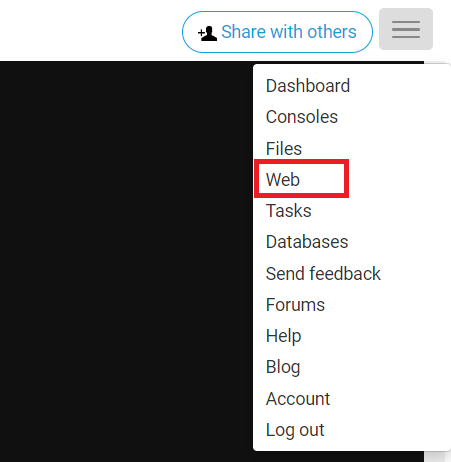 Share with others
Dashboard
Consoles
Files
Web
Tasks
Databases
Send feedback
Forums
Help
Blog
Account
Log out